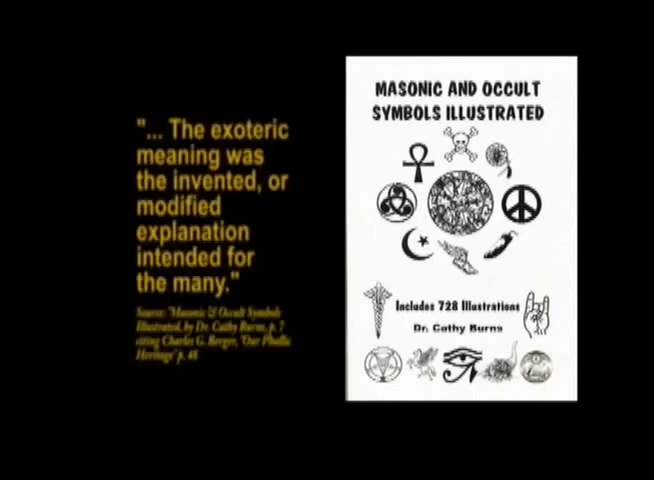 "... The exoteric
meaning was
the invented, or
modified
explanation
intended for
the many."
Source: "Masonic & Occult Symbols
Illustrated, by Dr. Cathy Burns, p. 7
citing Charles G. Berger, "Our Phallic
Heritage" p. 48
MASONIC AND OCCULT
SYMBOLS ILLUSTRATED
Includes 728 Illustrations
Dr. Cathy Burns